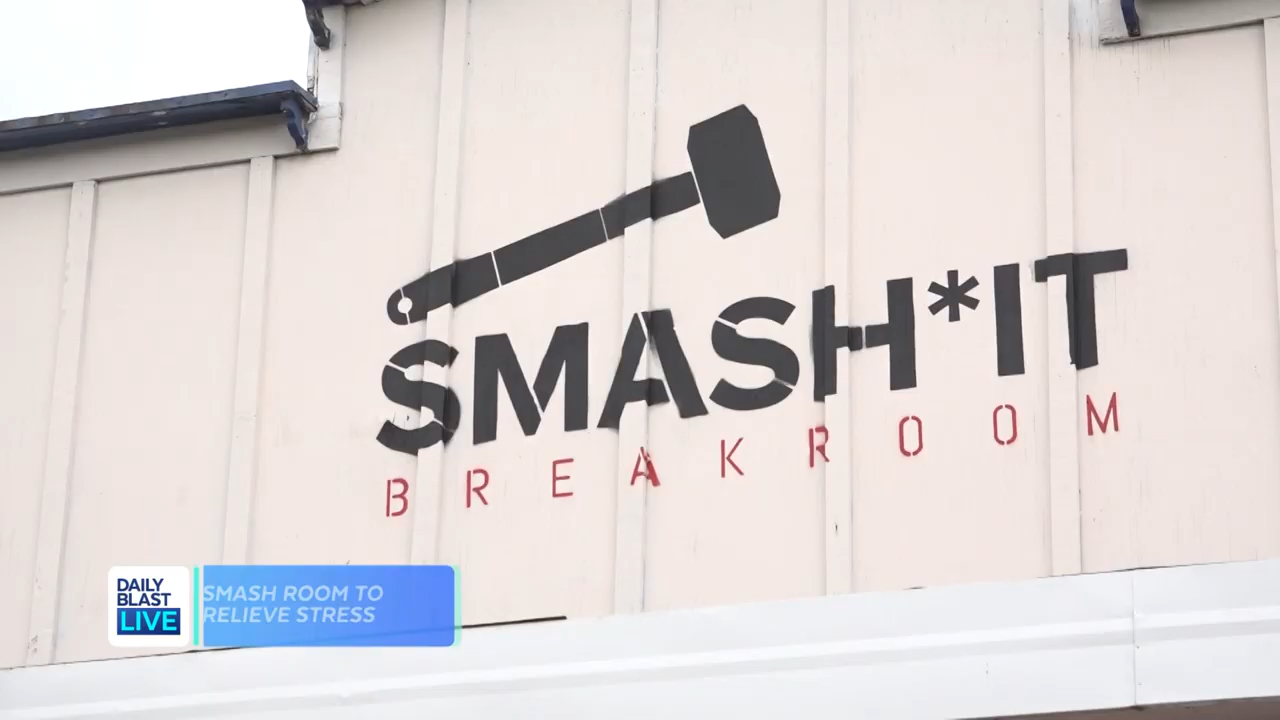 SMASH*IT
BREAKROOM
DAILY
BLAST
LIVE
SMASH ROOM TO
RELIEVE STRESS